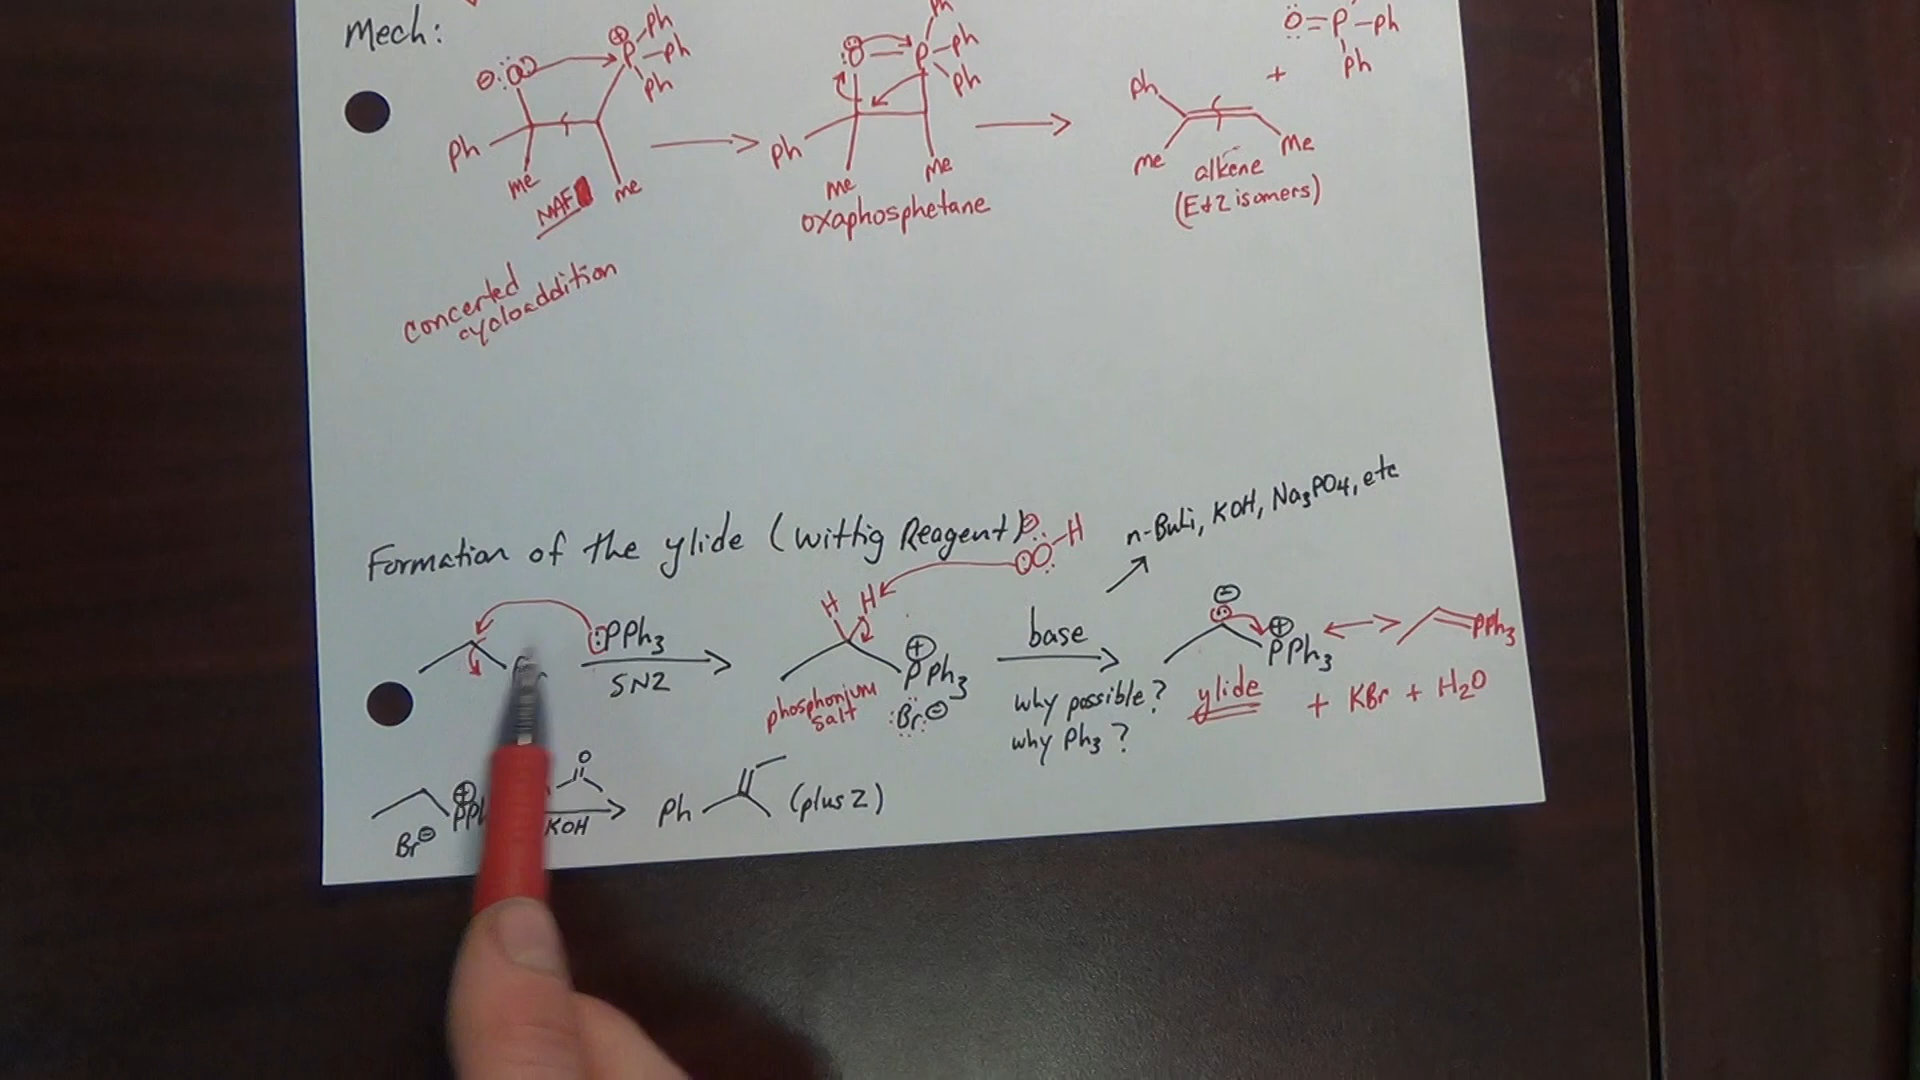 Mech:
⊕ Ph
P-Ph
Ph
⊖
Ph
Me
Me
NAF
Ph
O
P-Ph
Ph
Ph
Me
Me
oxaphosphetane
Ph
Me
Me
alkene
(E+Z isomers)
+
O=P-Ph
Ph
concerted
cycloaddition
Formation of the ylide (Wittig Reagent)
⊖ O-H
n-BuLi, KOH, Na3PO4, etc
:PPh3
SN2
H H
⊕
PPh3
phosphonium
salt
:Br:⊖
base
why possible?
why Ph3?
⊖
⊕
PPh3
PPh3
ylide + KBr + H2O
⊕
Br⊖
O
KOH
Ph (plus Z)